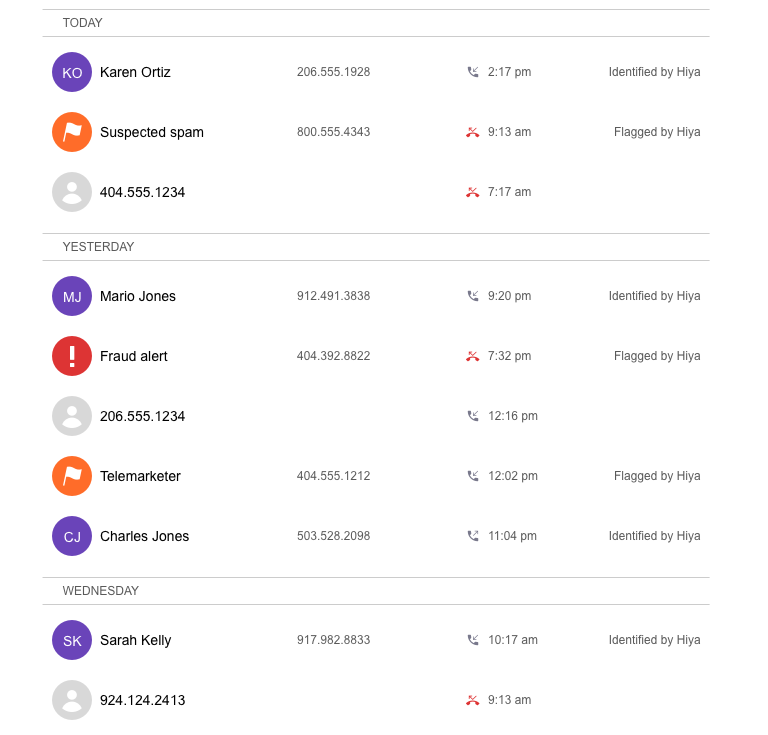 TODAY
KO Karen Ortiz 206.555.1928 2:17 pm Identified by Hiya
Suspected spam 800.555.4343 9:13 am Flagged by Hiya
404.555.1234 7:17 am
YESTERDAY
MJ Mario Jones 912.491.3838 9:20 pm Identified by Hiya
Fraud alert 404.392.8822 7:32 pm Flagged by Hiya
206.555.1234 12:16 pm
Telemarketer 404.555.1212 12:02 pm Flagged by Hiya
CJ Charles Jones 503.528.2098 11:04 pm Identified by Hiya
WEDNESDAY
SK Sarah Kelly 917.982.8833 10:17 am Identified by Hiya
924.124.2413 9:13 am